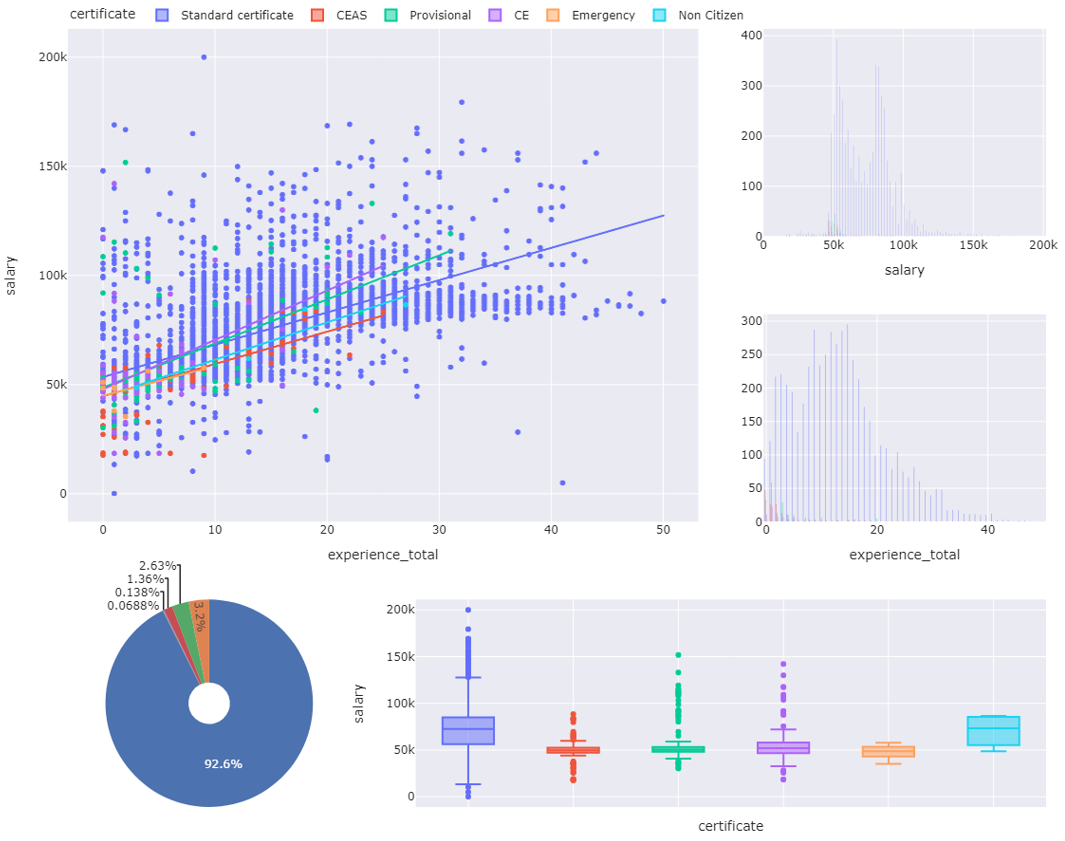 certificate Standard certificate CEAS Provisional CE Emergency Non Citizen
200k
150k
100k
50k
0
salary
0 10 20 30 40 50
experience_total
400
300
200
100
0
0 50k 100k 150k 200k
salary
300
250
200
150
100
50
0
0 20 40
experience_total
2.63%
1.36%
0.138%
0.0688%
3.2%
92.6%
200k
150k
100k
50k
0
salary
certificate